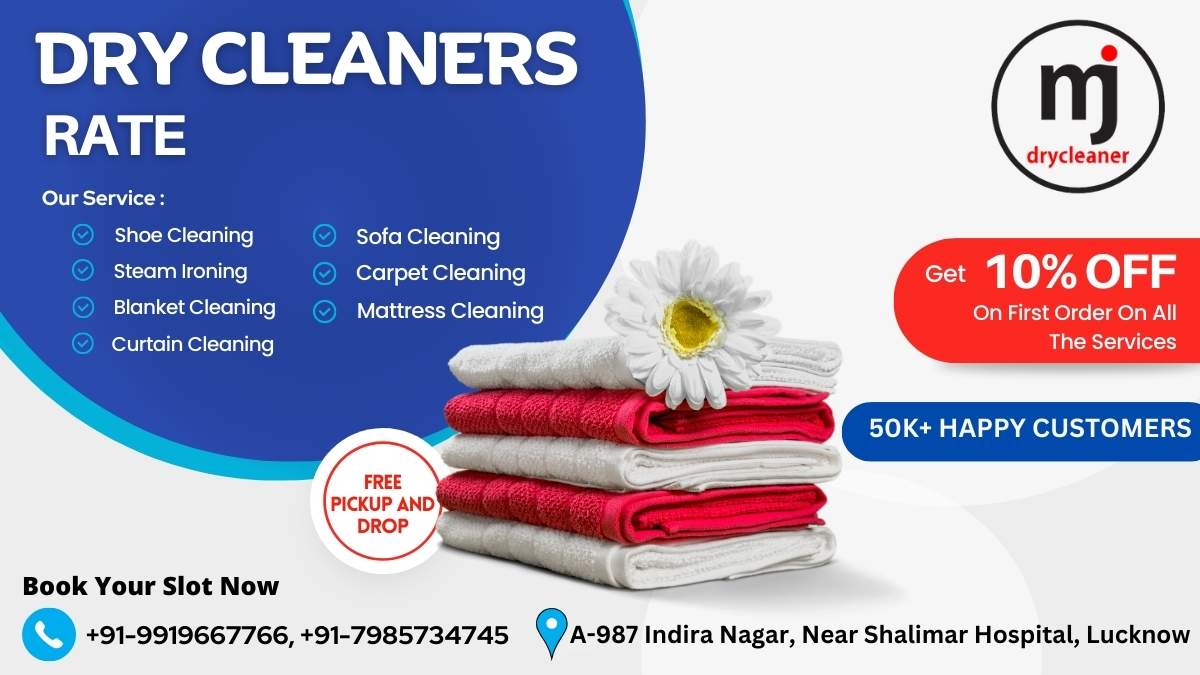 DRY CLEANERS
RATE
Our Service :
Shoe Cleaning
Steam Ironing
Blanket Cleaning
Curtain Cleaning
Sofa Cleaning
Carpet Cleaning
Mattress Cleaning
mj
drycleaner
Get 10% OFF
On First Order On All
The Services
50K+ HAPPY CUSTOMERS
FREE
PICKUP AND
DROP
Book Your Slot Now
+91-9919667766, +91-7985734745
A-987 Indira Nagar, Near Shalimar Hospital, Lucknow